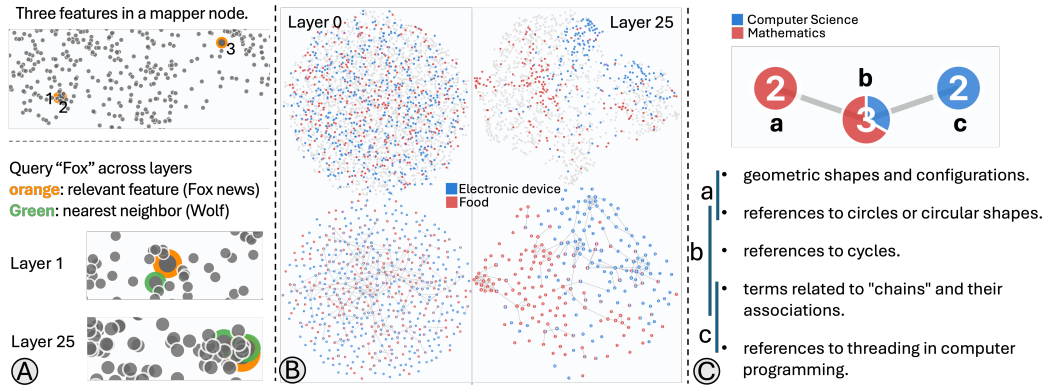 Three features in a mapper node.
3
1
2
Query "Fox" across layers
orange: relevant feature (Fox news)
Green: nearest neighbor (Wolf)
Layer 1
Layer 25
A
Layer 0
Layer 25
Electronic device
Food
B
Computer Science
Mathematics
b
2
3
2
a
c
a
b
c
• geometric shapes and configurations.
• references to circles or circular shapes.
• references to cycles.
• terms related to "chains" and their
associations.
• references to threading in computer
programming.
C